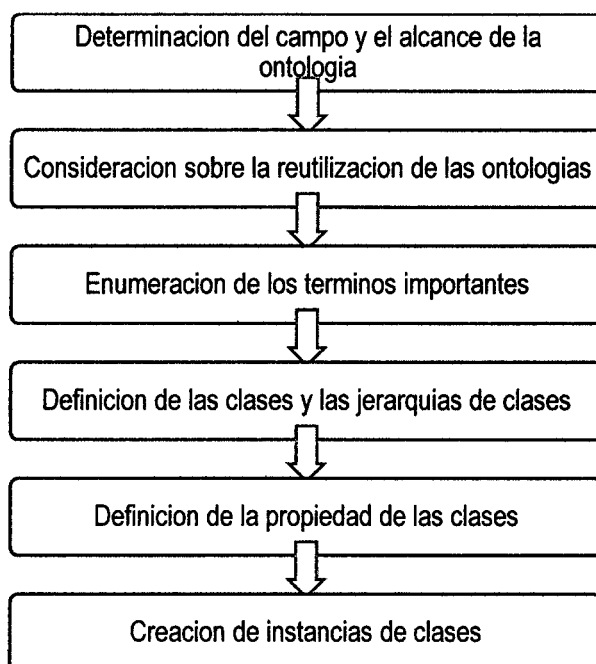 Determinacion del campo y el alcance de la
ontologia
Consideracion sobre la reutilizacion de las ontologias
Enumeracion de los terminos importantes
Definicion de las clases y las jerarquias de clases
Definicion de la propiedad de las clases
Creacion de instancias de clases